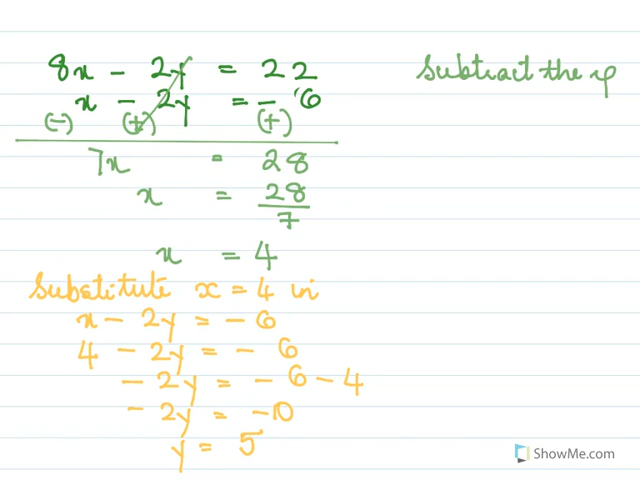 8x - 2y = 22
x - 2y = - 6
(-) (+) (+)
7x = 28
x = 28/7
x = 4
Subtract the
Substitute x = 4 in
x - 2y = - 6
4 - 2y = - 6
- 2y = - 6 - 4
- 2y = -10
y = 5
ShowMe.com